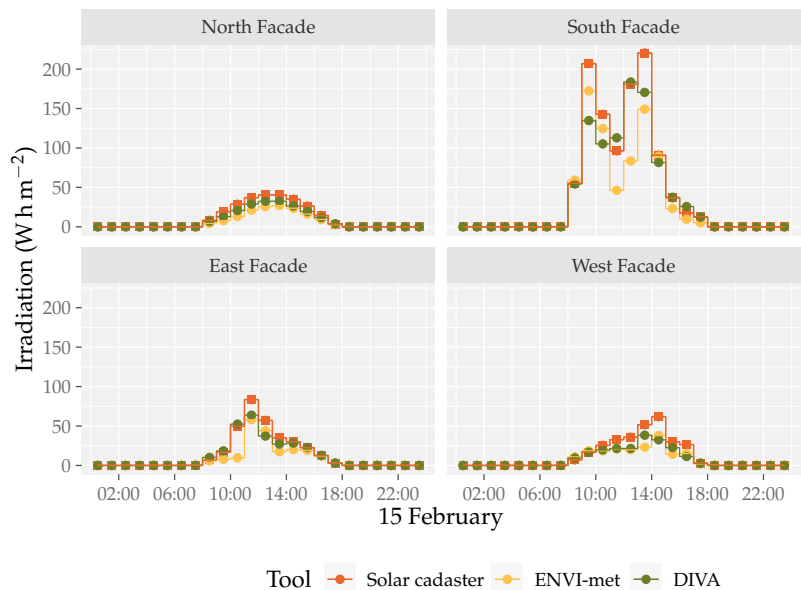 North Facade
South Facade
200
150
100
50
0
Irradiation (W h m−2)
East Facade
West Facade
200
150
100
50
0
02:00 06:00 10:00 14:00 18:00 22:00
02:00 06:00 10:00 14:00 18:00 22:00
15 February
Tool Solar cadaster ENVI-met DIVA